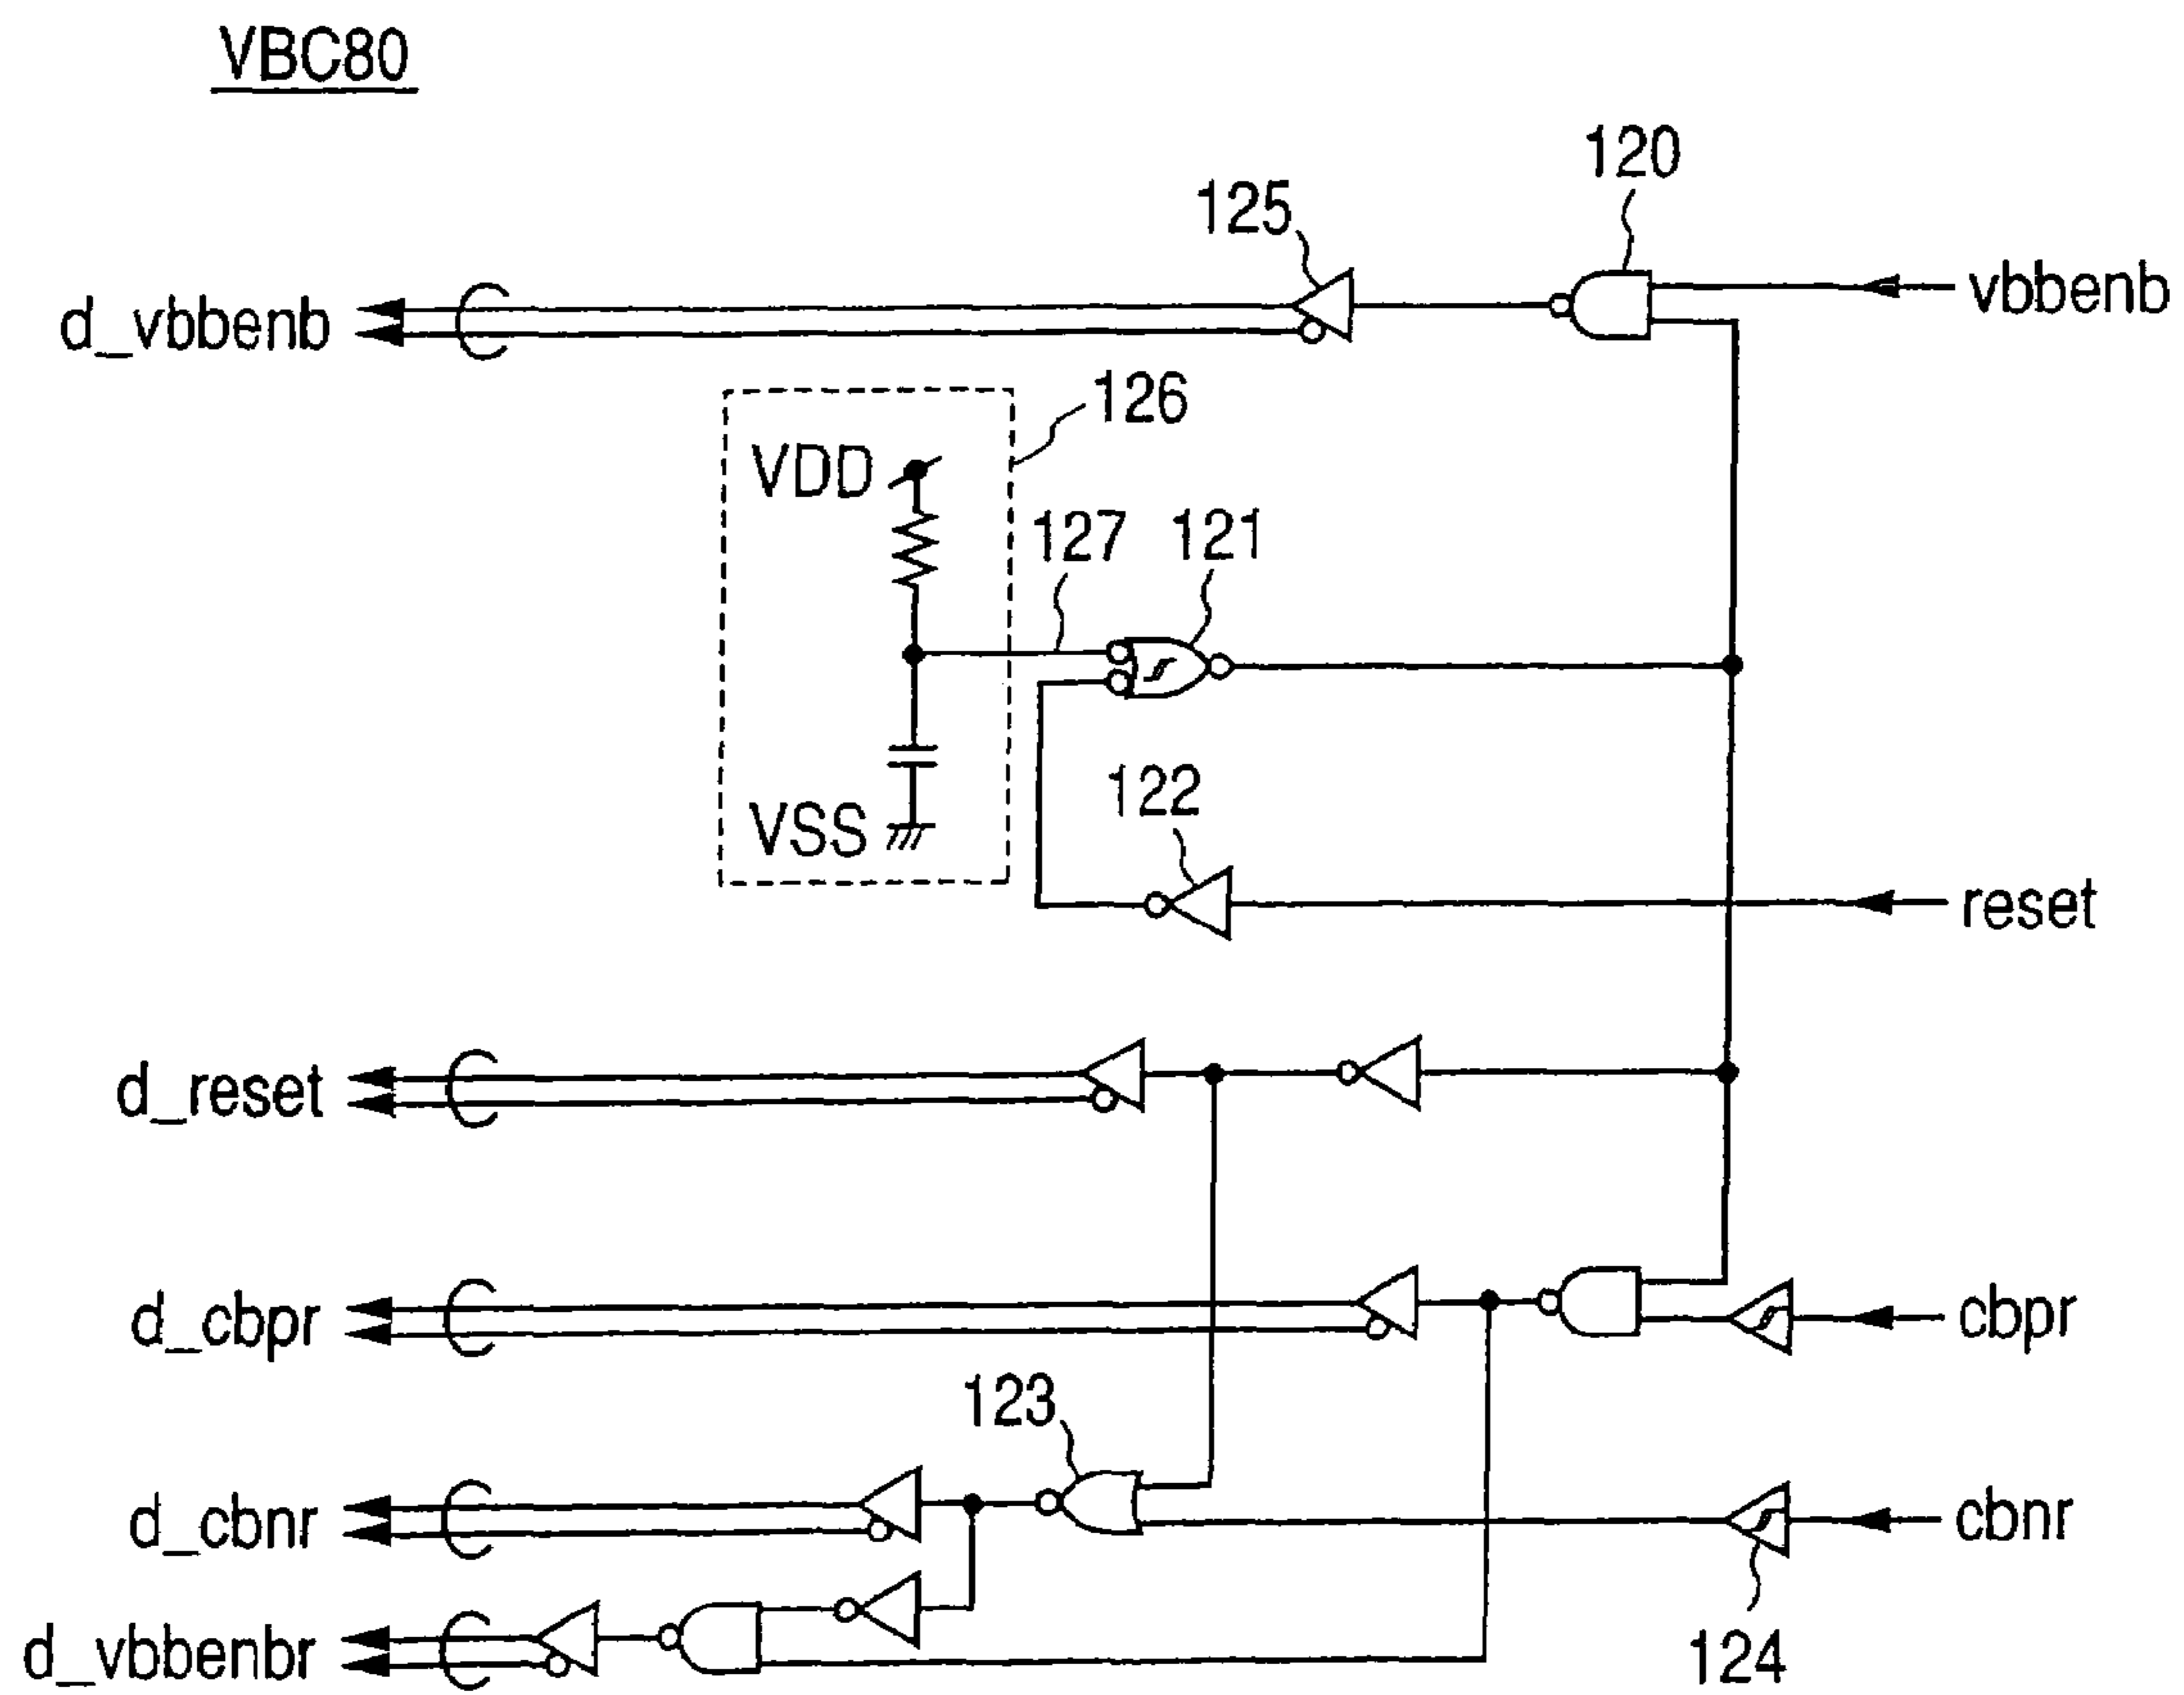 VBC80
120
125
vbbenb
d_vbbenb
126
VDD
127
121
122
VSS
reset
d_reset
cbpr
d_cbpr
123
cbnr
d_cbnr
d_vbbenbr
124